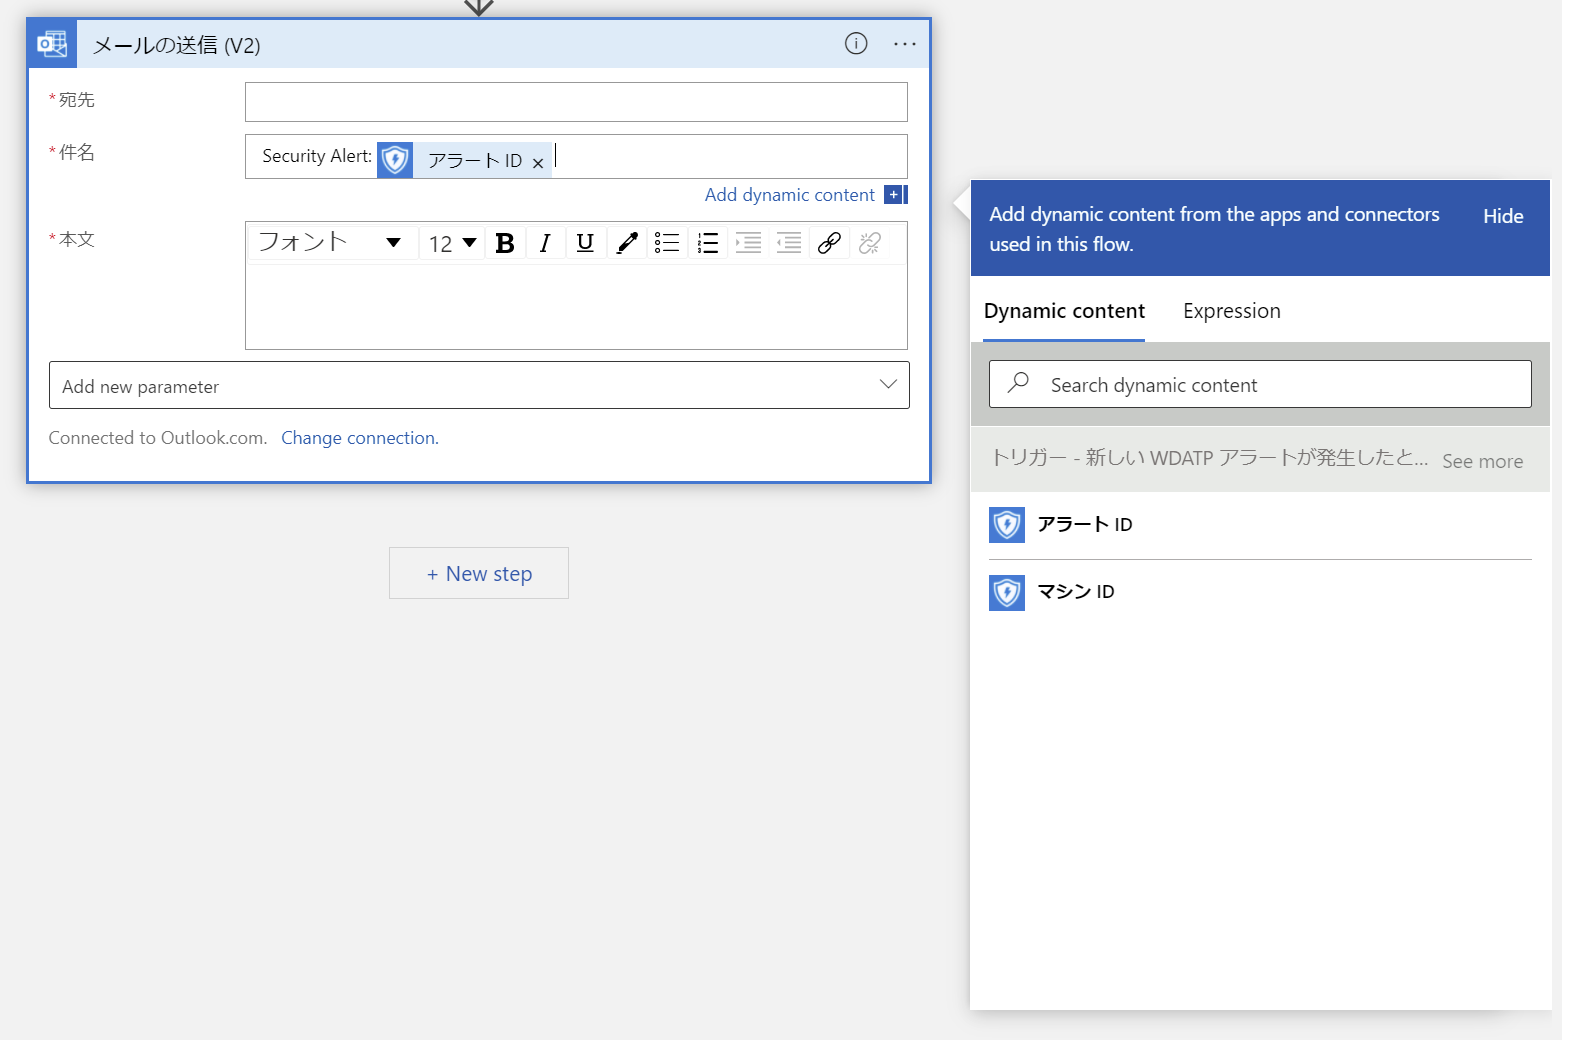 メールの送信 (V2)
*宛先
*件名
Security Alert: アラート ID ×
Add dynamic content +
*本文
フォント 12 B I U
Add new parameter
Connected to Outlook.com. Change connection.
+ New step
Add dynamic content from the apps and connectors
used in this flow.
Hide
Dynamic content Expression
Search dynamic content
トリガー - 新しい WDATP アラートが発生したと... See more
アラート ID
マシン ID